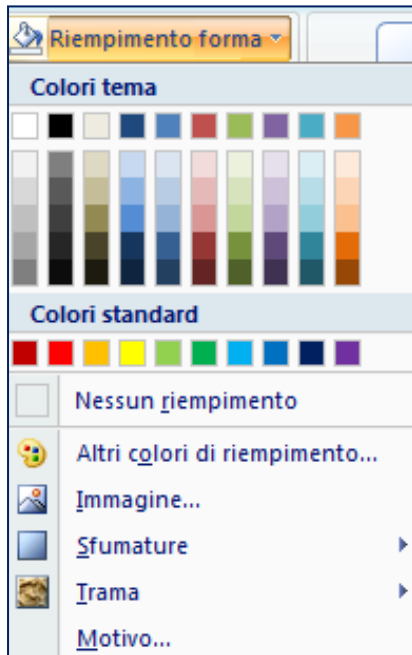 Riempimento forma
Colori tema
Colori standard
Nessun riempimento
Altri colori di riempimento...
Immagine...
Sfumature
Trama
Motivo...